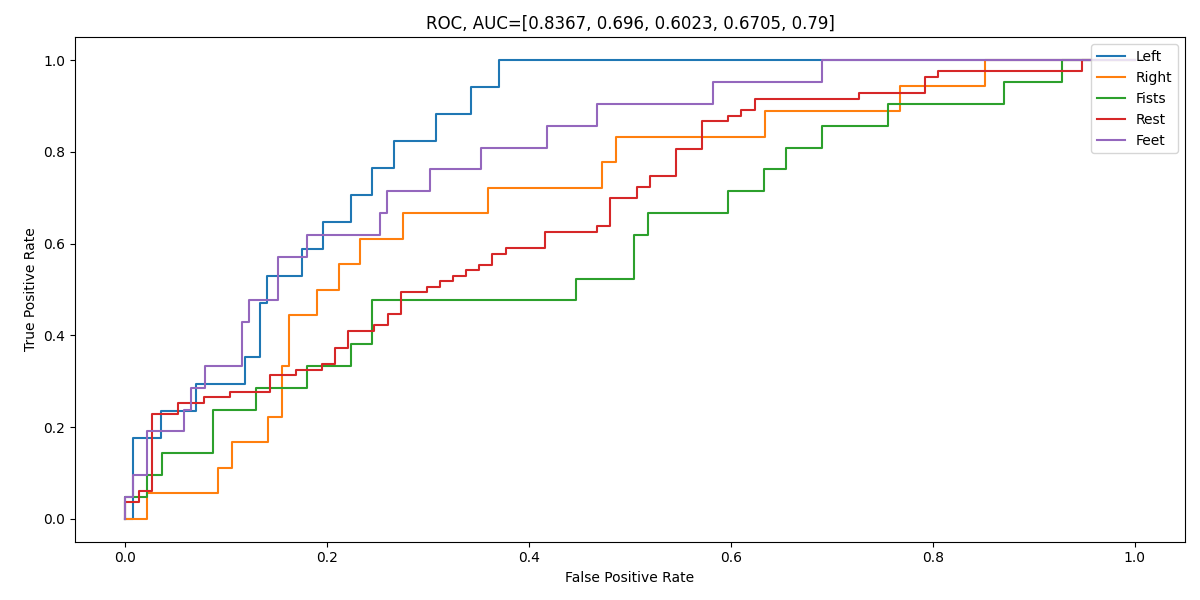 ROC, AUC=[0.8367, 0.696, 0.6023, 0.6705, 0.79]
1.0
0.8
0.6
0.4
0.2
0.0
True Positive Rate
Left
Right
Fists
Rest
Feet
0.0 0.2 0.4 0.6 0.8 1.0
False Positive Rate